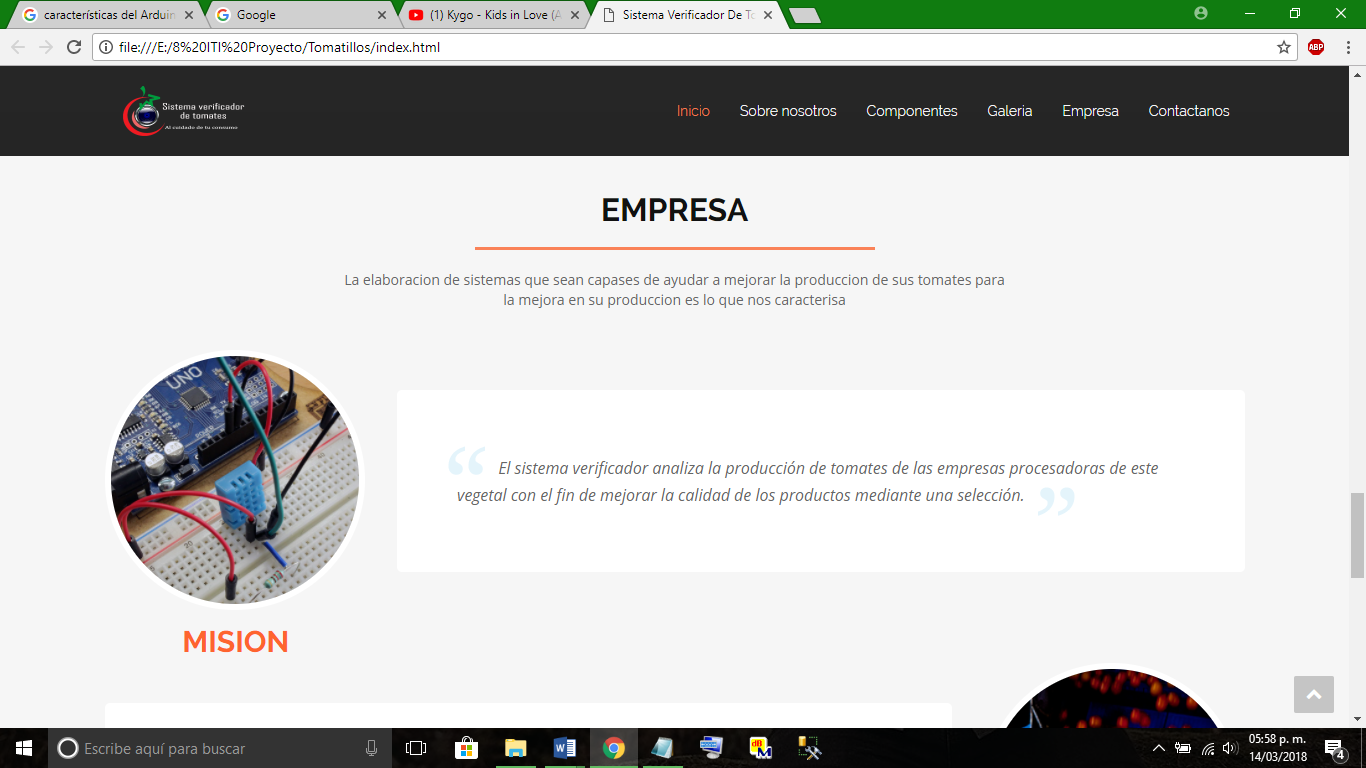 características del Arduin
Google
(1) Kygo - Kids in Love (A
Sistema Verificador De To
file:///E:/8%20ITI%20Proyecto/Tomatillos/index.html
ABP
Sistema verificador
de tomates
Al cuidado de tu consumo
Inicio
Sobre nosotros
Componentes
Galeria
Empresa
Contactanos
EMPRESA
La elaboracion de sistemas que sean capases de ayudar a mejorar la produccion de sus tomates para
la mejora en su produccion es lo que nos caracterisa
UNO
POWER
20
“ El sistema verificador analiza la producción de tomates de las empresas procesadoras de este
vegetal con el fin de mejorar la calidad de los productos mediante una selección. ”
MISION
Escribe aquí para buscar
05:58 p. m.
14/03/2018
4